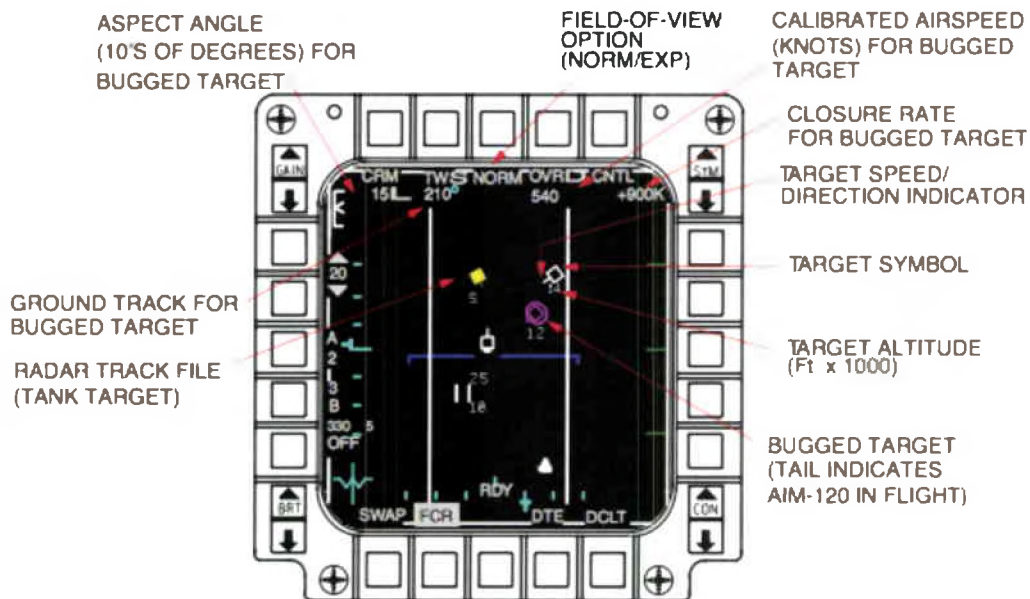 ASPECT ANGLE
(10'S OF DEGREES) FOR
BUGGED TARGET
FIELD-OF-VIEW
OPTION
(NORM/EXP)
CALIBRATED AIRSPEED
(KNOTS) FOR BUGGED
TARGET
CLOSURE RATE
FOR BUGGED TARGET
TARGET SPEED/
DIRECTION INDICATOR
TARGET SYMBOL
TARGET ALTITUDE
(Ft x 1000)
BUGGED TARGET
(TAIL INDICATES
AIM-120 IN FLIGHT)
GROUND TRACK FOR
BUGGED TARGET
RADAR TRACK FILE
(TANK TARGET)
GAIN
SYM
BRT
CON
CRM TWS NORM OVRD CNTL
15L 210° 540 +900K
20
12
A
2
3
B
25
10
330 5
OFF
RDY
SWAP FCR DTE DCLT